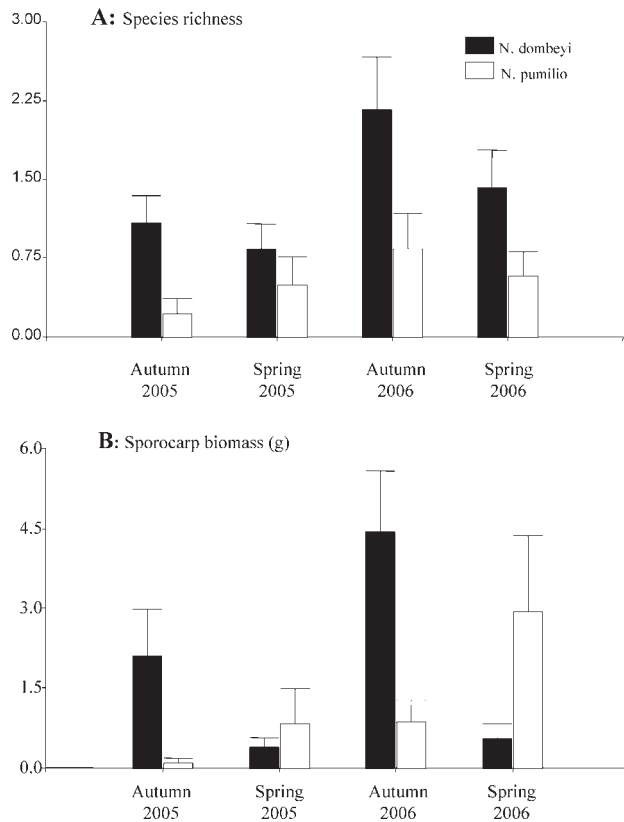 A: Species richness
3.00
2.25
1.50
0.75
0.00
N. dombeyi
N. pumilio
Autumn Spring Autumn Spring
2005 2005 2006 2006
B: Sporocarp biomass (g)
6.0
4.5
3.0
1.5
0.0
Autumn Spring Autumn Spring
2005 2005 2006 2006